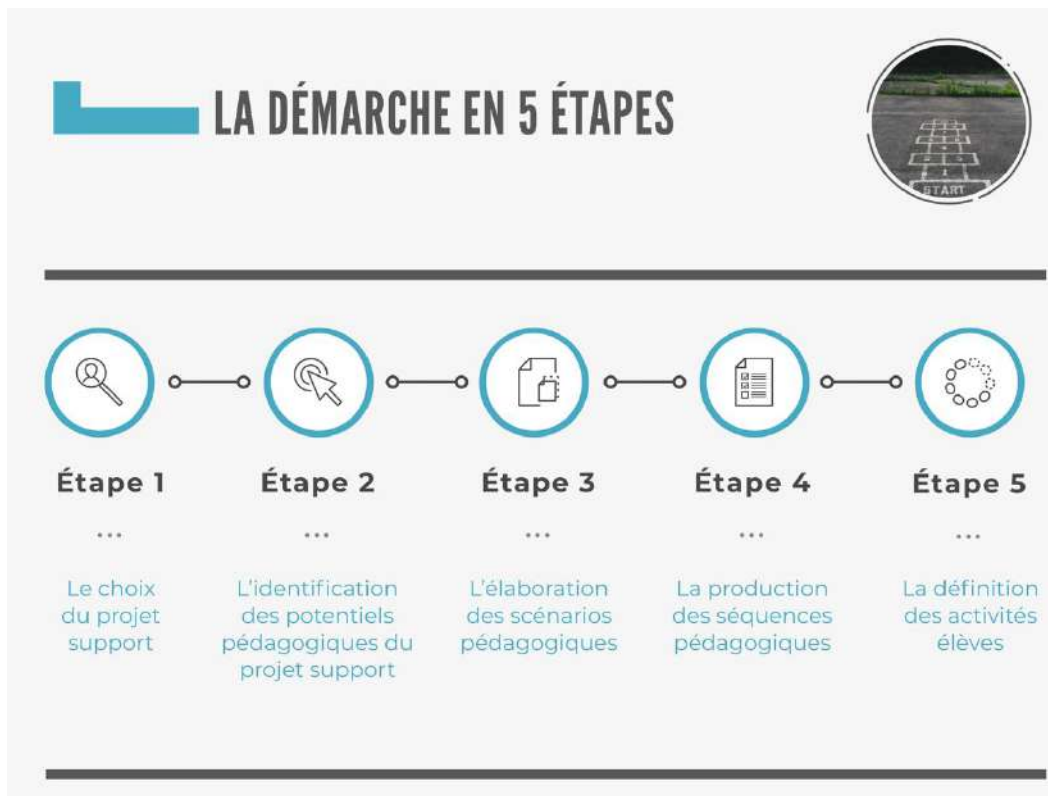 LA DÉMARCHE EN 5 ÉTAPES
START
Étape 1
...
Le choix
du projet
support
Étape 2
...
L'identification
des potentiels
pédagogiques du
projet support
Étape 3
...
L'élaboration
des scénarios
pédagogiques
Étape 4
...
La production
des séquences
pédagogiques
Étape 5
...
La définition
des activités
élèves